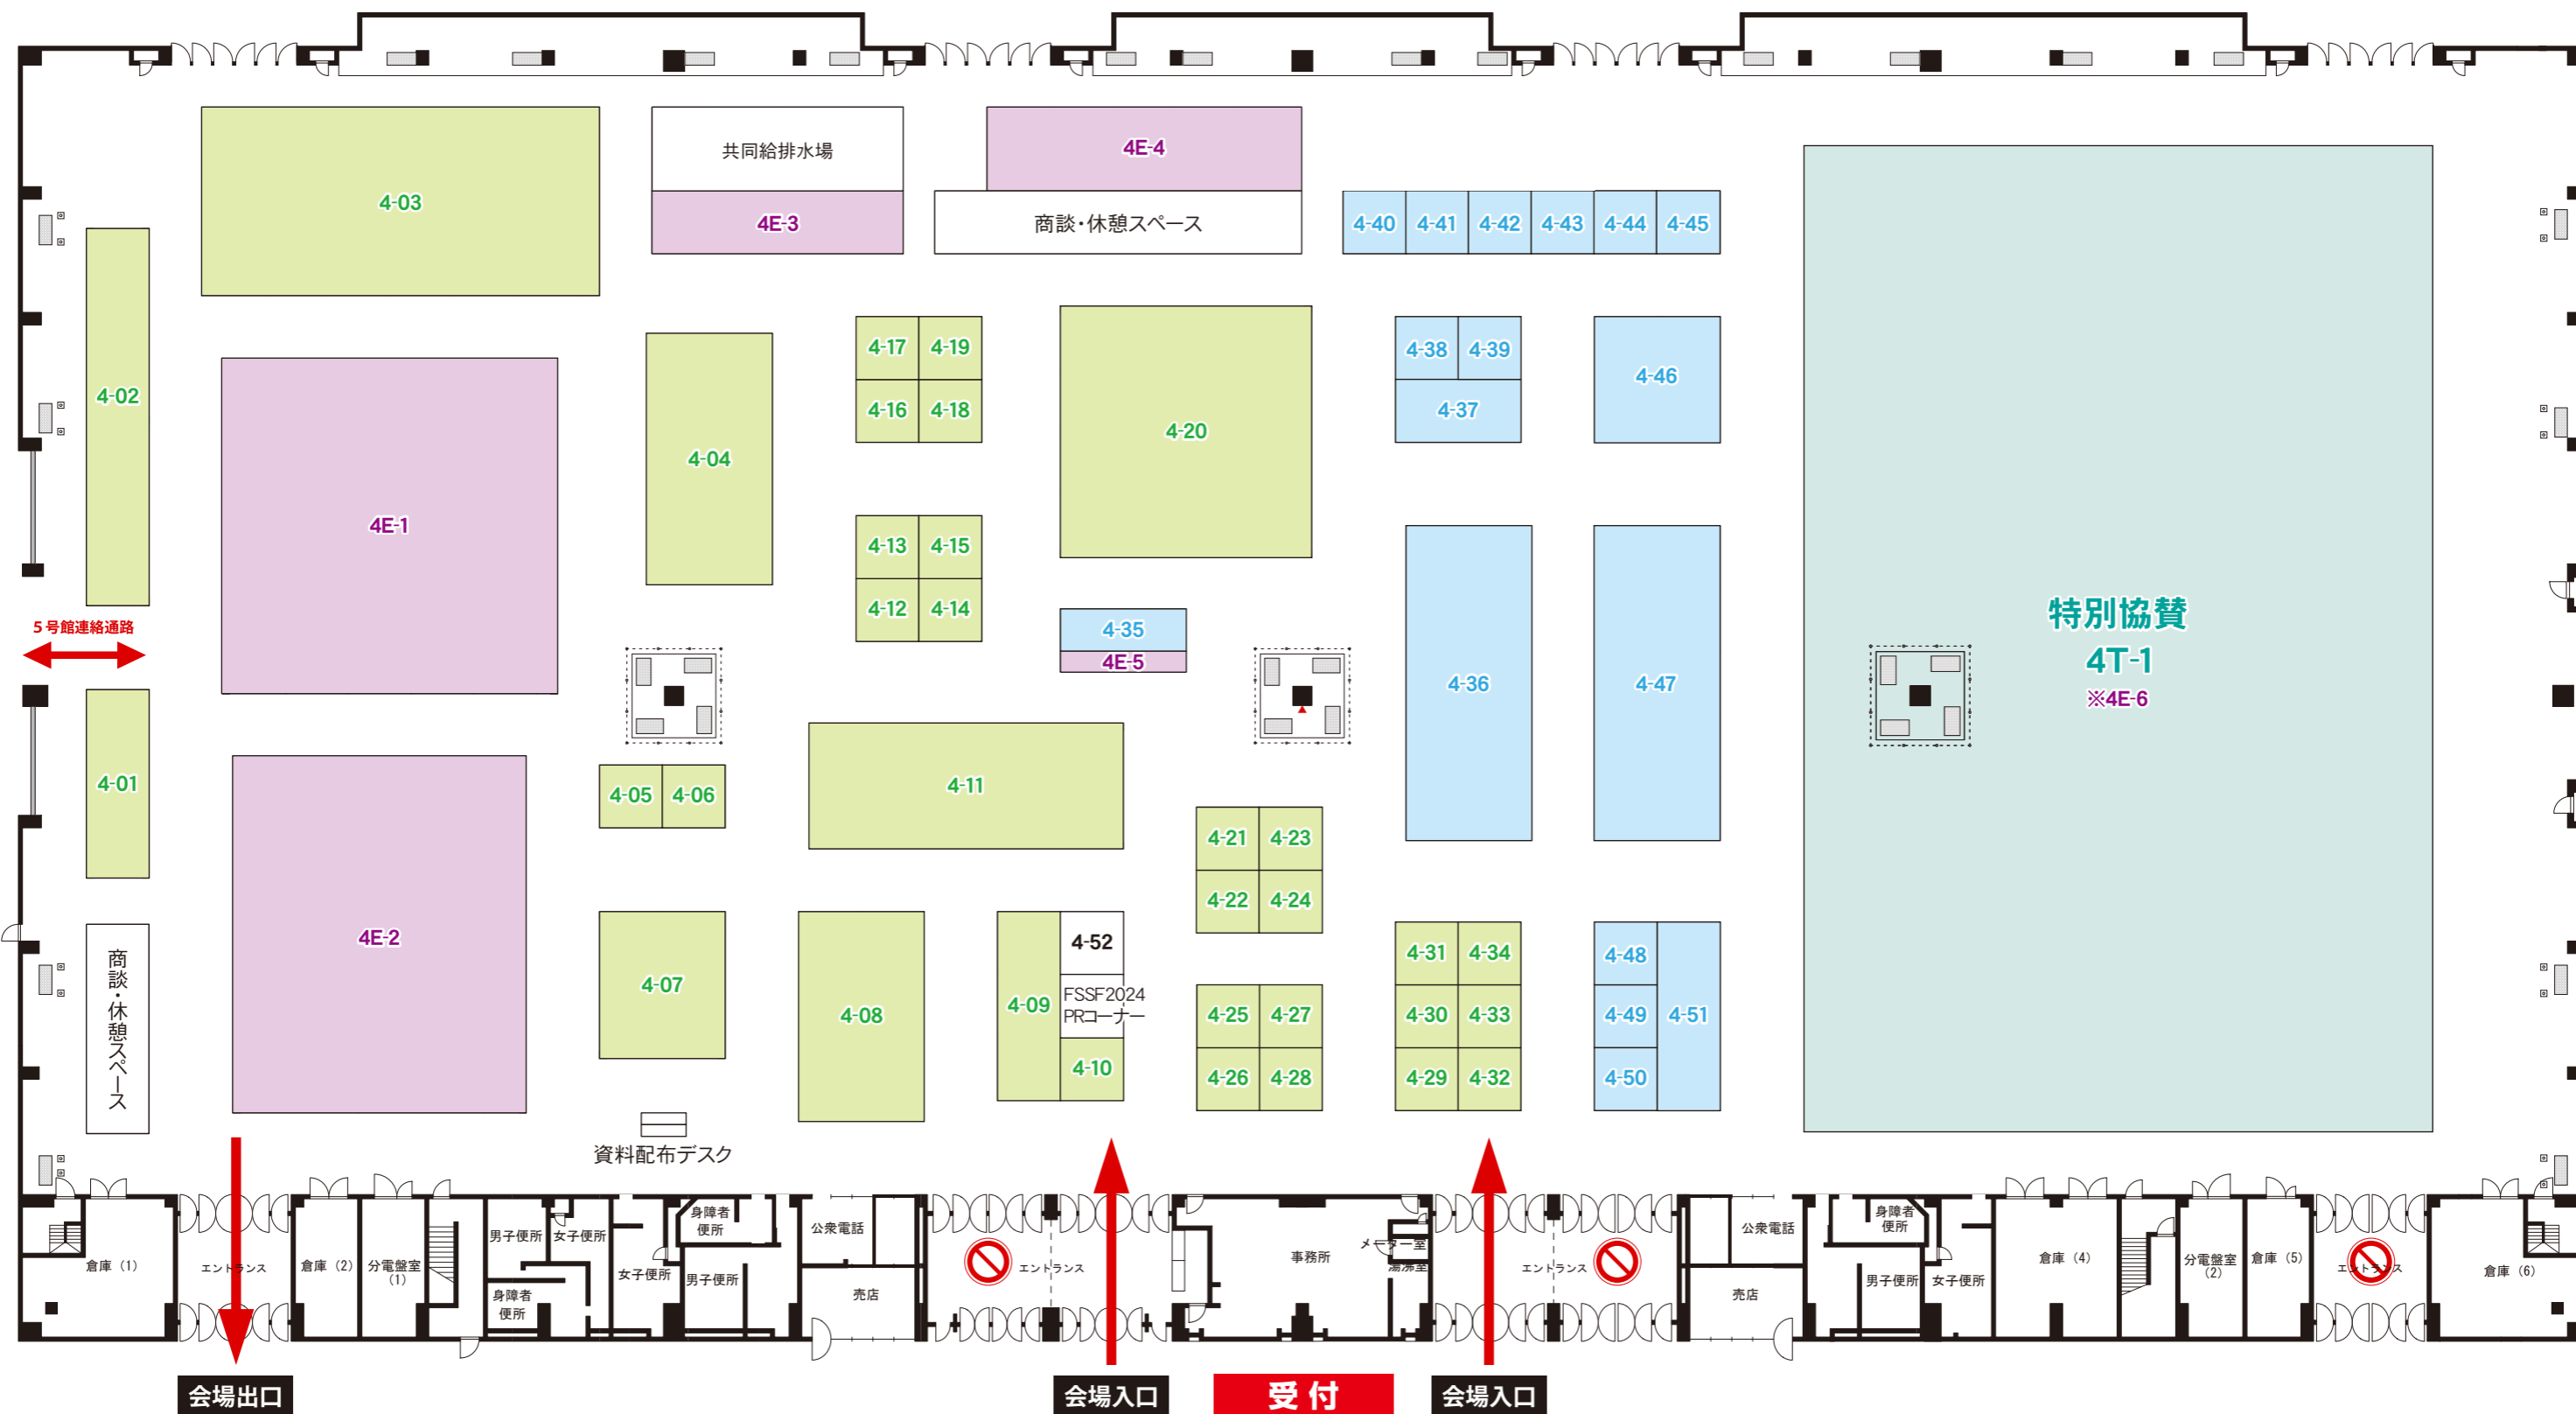 共同給排水場
4E-4
4-03
4E-3
商談・休憩スペース
4-40
4-41
4-42
4-43
4-44
4-45
4-02
4-17
4-19
4-16
4-18
4-04
4-20
4-38
4-39
4-37
4-46
4E-1
4-13
4-15
4-12
4-14
4-35
4E-5
5号館連絡通路
4-36
4-47
特別協賛
4T-1
※4E-6
4-01
4-05
4-06
4-11
4-21
4-23
4-22
4-24
4E-2
商談・休憩スペース
4-07
4-08
4-09
4-52
FSSF2024
PRコーナー
4-10
4-25
4-27
4-26
4-28
4-31
4-34
4-30
4-33
4-29
4-32
4-48
4-49
4-50
4-51
資料配布デスク
倉庫（1）
エントランス
倉庫（2）
分電盤室
（1）
男子便所
女子便所
身障者
便所
女子便所
身障者
便所
男子便所
公衆電話
売店
エントランス
事務所
メーター室
湯沸室
エントランス
公衆電話
売店
身障者
便所
男子便所
女子便所
倉庫（4）
分電盤室
（2）
倉庫（5）
エントランス
倉庫（6）
会場出口
会場入口
受付
会場入口